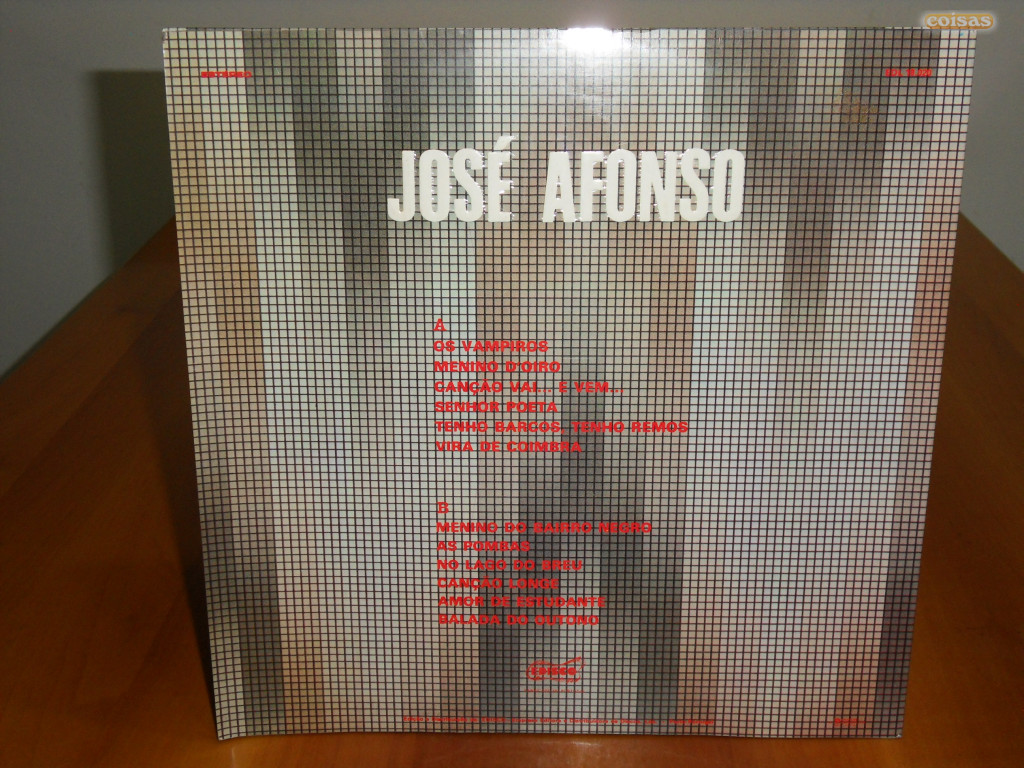 coisas
ESTEREO
JOSÉ AFONSO
A
OS VAMPIROS
MENINO D'OIRO
CANÇÃO VAI... E VEM...
SENHOR POETA
TENHO BARCOS, TENHO REMOS
VIRA DE COIMBRA
B
MENINO DO BAIRRO NEGRO
AS POMBAS
NO LAGO DO BREU
CANÇÃO LONGE
AMOR DE ESTUDANTE
BALADA DO OUTONO